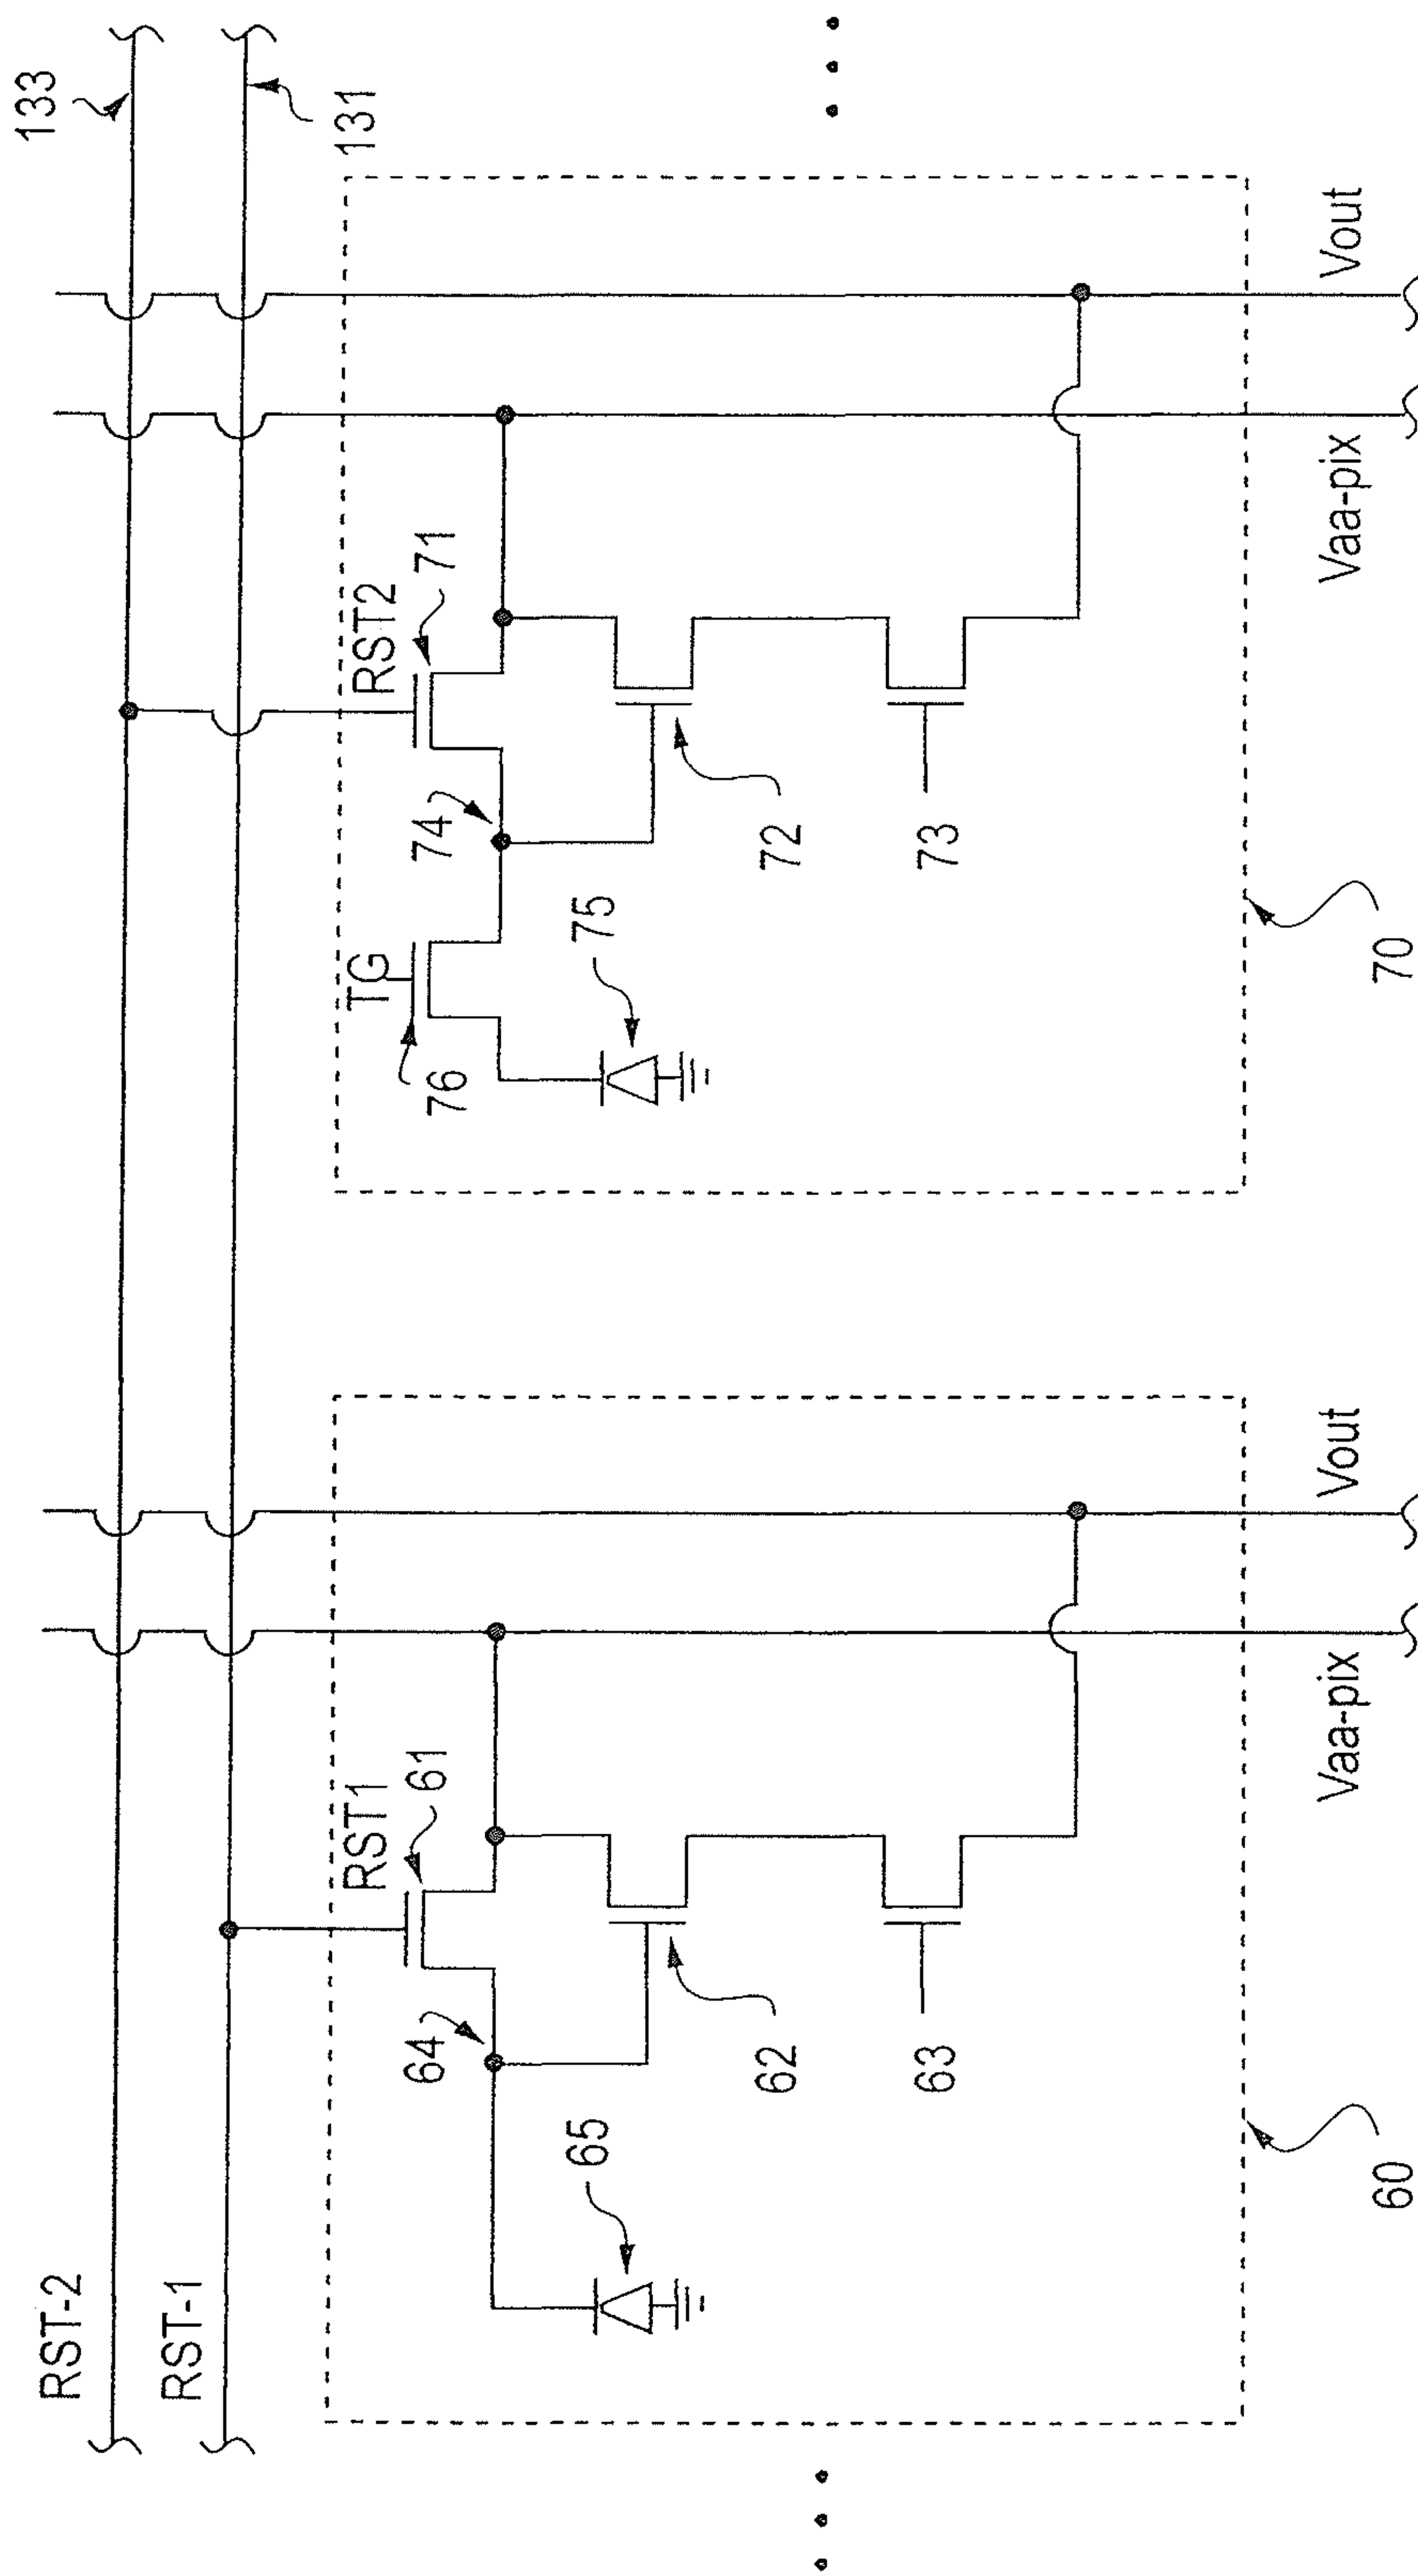 RST-2
RST-1
133
131
RST1
61
64
62
63
65
60
Vaa-pix
Vout
RST2
71
74
TG
76
75
72
73
70
Vaa-pix
Vout